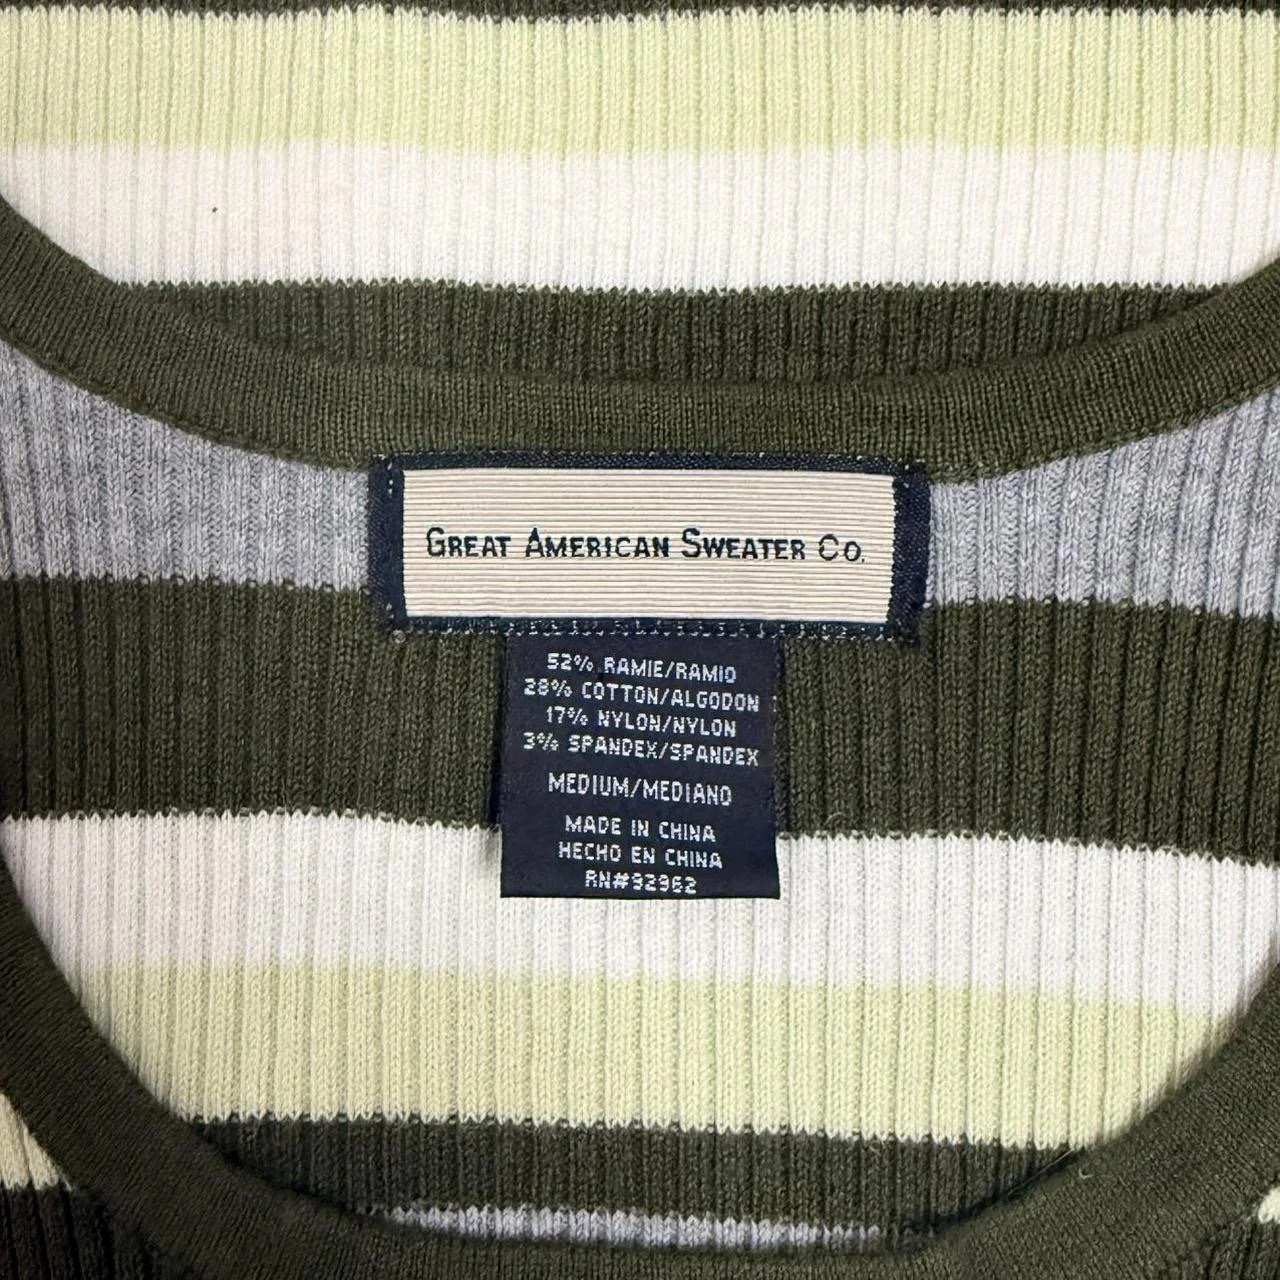 GREAT AMERICAN SWEATER CO.
52% RAMIE/RAMIO
28% COTTON/ALGODON
17% NYLON/NYLON
3% SPANDEX/SPANDEX
MEDIUM/MEDIANO
MADE IN CHINA
HECHO EN CHINA
RN#92962